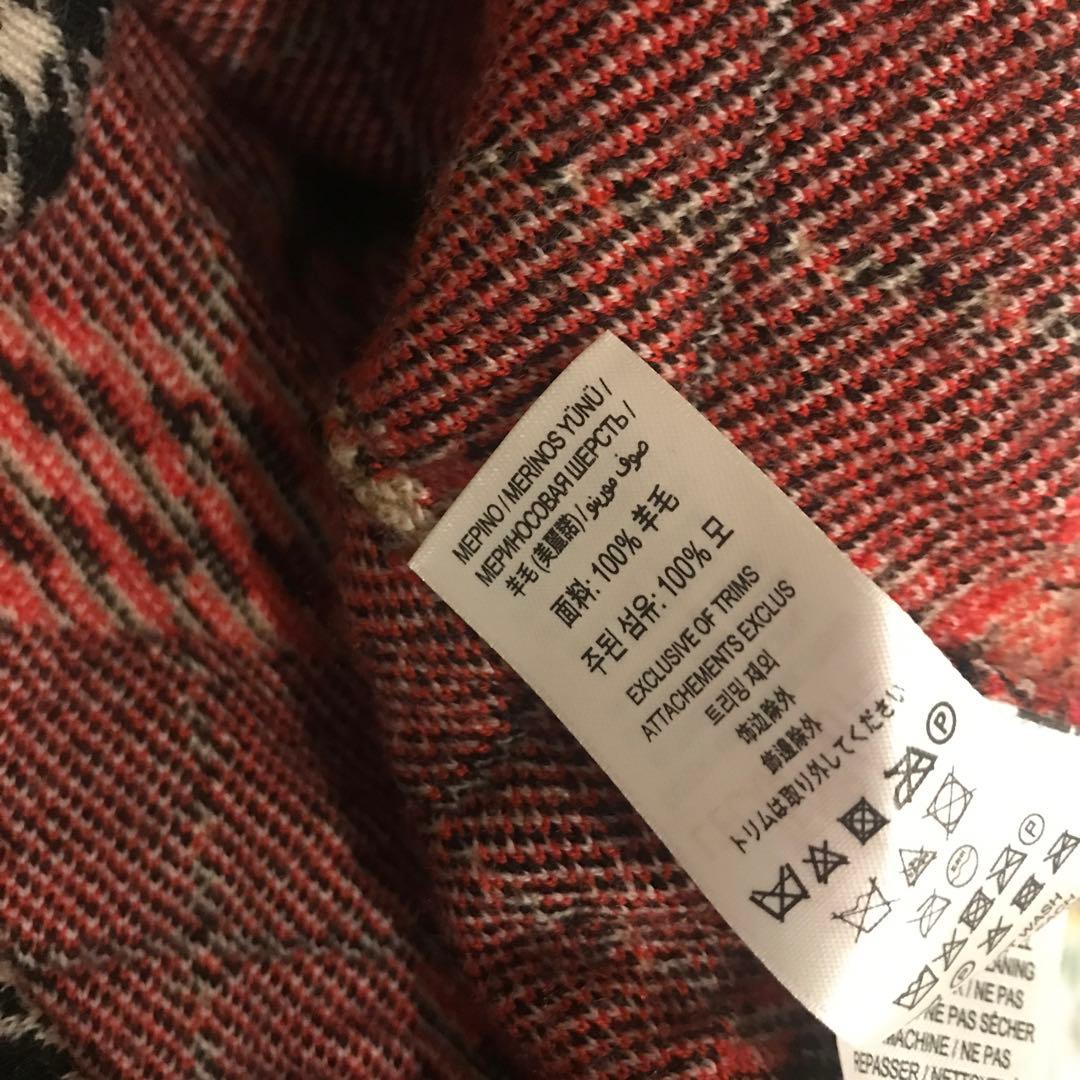 ΜΕΡΙΝΟ / MERİNOS YÜNÜ /
МЕРИНОСОВАЯ ШЕРСТЬ /
羊毛 (美麗諾) / صوف مورينو
面料: 100% 羊毛
주된 섬유: 100% 모
EXCLUSIVE OF TRIMS
ATTACHEMENTS EXCLUS
트리밍 제외
饰边除外
飾邊除外
トリムは取り外してください
P
P
WASH
/ NE PAS
NE PAS SÉCHER
MACHINE / NE PAS
REPASSER /